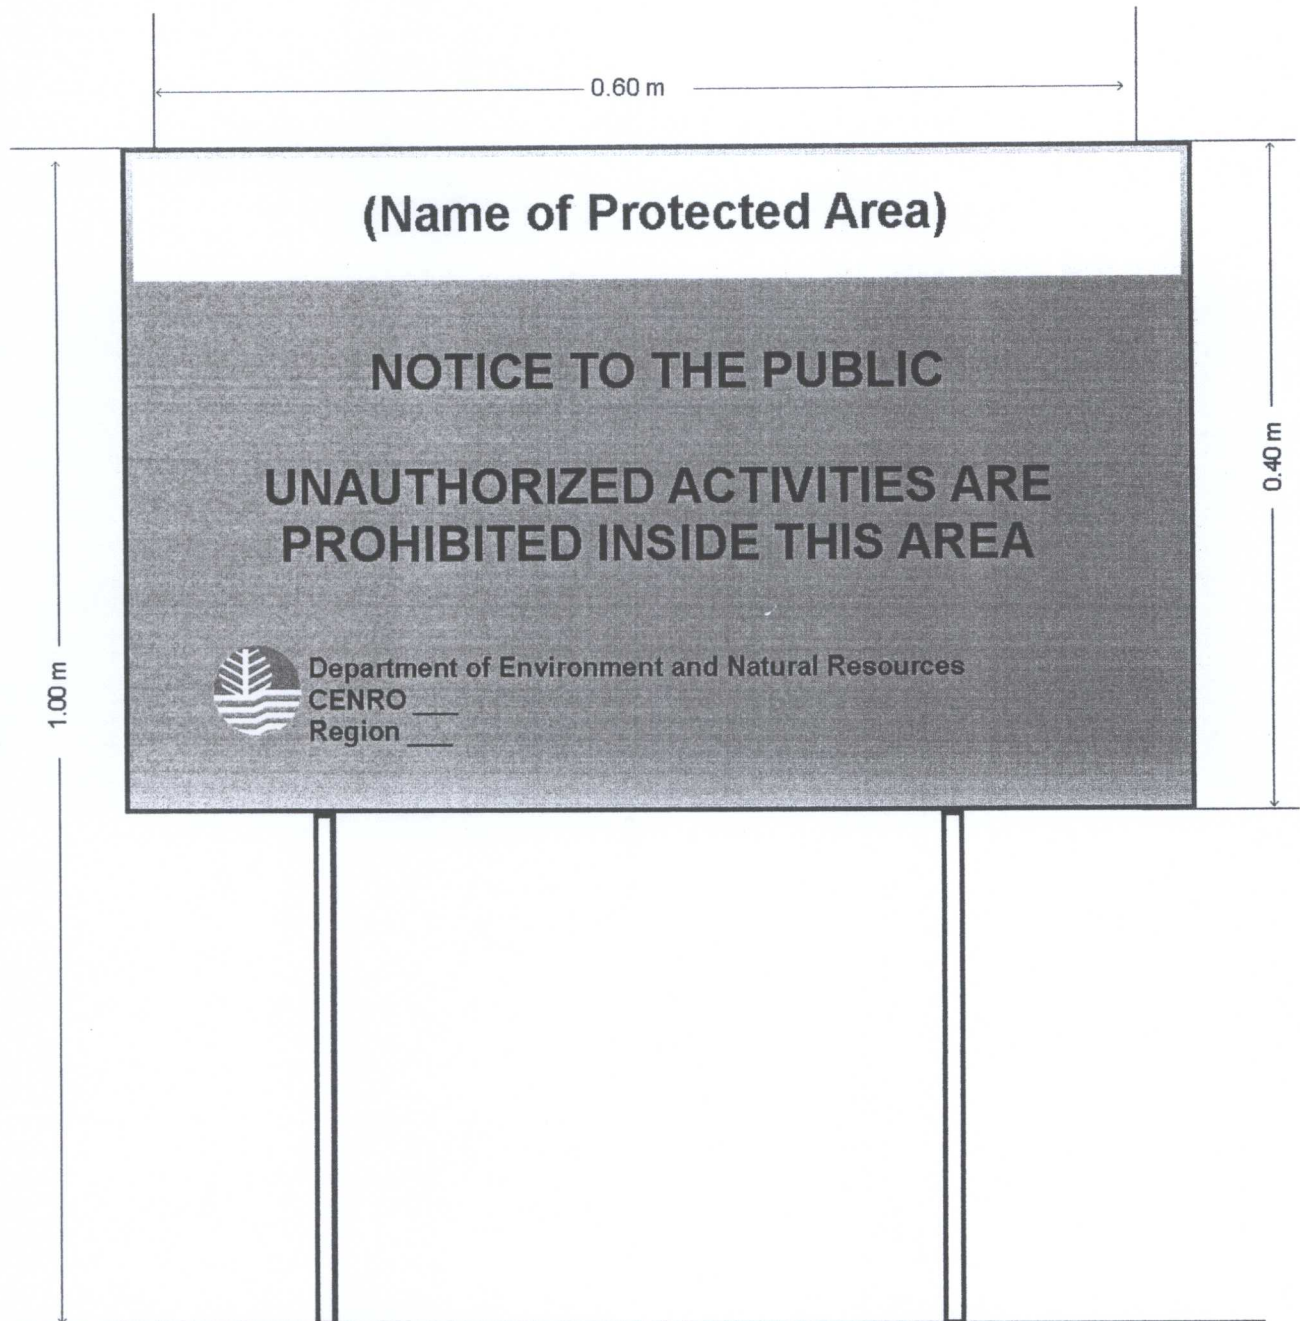 0.60 m
(Name of Protected Area)
NOTICE TO THE PUBLIC
UNAUTHORIZED ACTIVITIES ARE
PROHIBITED INSIDE THIS AREA
Department of Environment and Natural Resources
CENRO ___
Region ___
1.00 m
0.40 m